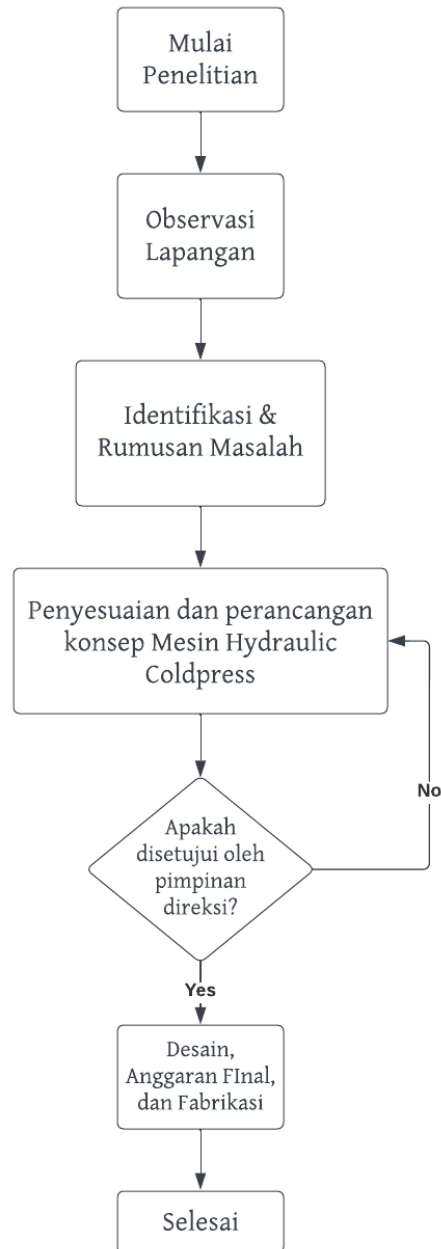 Mulai
Penelitian
Observasi
Lapangan
Identifikasi &
Rumusan Masalah
Penyesuaian dan perancangan
konsep Mesin Hydraulic
Coldpress
No
Apakah
disetujui oleh
pimpinan
direksi?
Yes
Desain,
Anggaran FInal,
dan Fabrikasi
Selesai